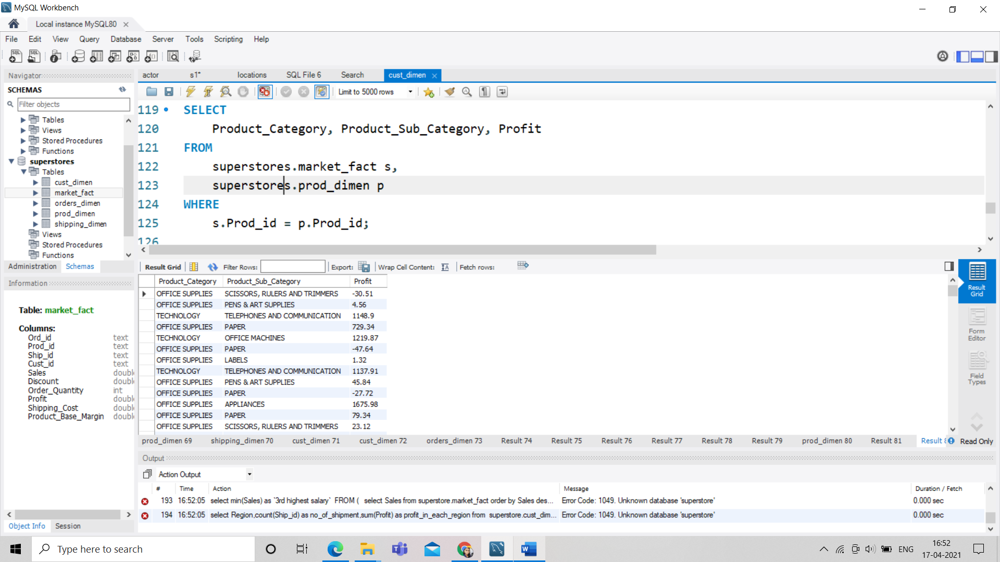 MySQL Workbench
Local instance MySQL80
File Edit View Query Database Server Tools Scripting Help
Navigator
SCHEMAS
Filter objects
Tables
Views
Stored Procedures
Functions
superstores
Tables
cust_dimen
market_fact
orders_dimen
prod_dimen
shipping_dimen
Views
Stored Procedures
Functions
Administration Schemas
Information
Table: market_fact
Columns:
Ord_id text
Prod_id text
Ship_id text
Cust_id text
Sales doubl
Discount doubl
Order_Quantity int
Profit doubl
Shipping_Cost doubl
Product_Base_Margin doubl
Object Info Session
actor s1* locations SQL File 6 Search cust_dimen
Limit to 5000 rows
119 SELECT
120 Product_Category, Product_Sub_Category, Profit
121 FROM
122 superstores.market_fact s,
123 superstores.prod_dimen p
124 WHERE
125 s.Prod_id = p.Prod_id;
126
Result Grid Filter Rows: Export: Wrap Cell Content: Fetch rows:
Product_Category Product_Sub_Category Profit
OFFICE SUPPLIES SCISSORS, RULERS AND TRIMMERS -30.51
OFFICE SUPPLIES PENS & ART SUPPLIES 4.56
TECHNOLOGY TELEPHONES AND COMMUNICATION 1148.9
OFFICE SUPPLIES PAPER 729.34
TECHNOLOGY OFFICE MACHINES 1219.87
OFFICE SUPPLIES PAPER -47.64
OFFICE SUPPLIES LABELS 1.32
TECHNOLOGY TELEPHONES AND COMMUNICATION 1137.91
OFFICE SUPPLIES PENS & ART SUPPLIES 45.84
OFFICE SUPPLIES PAPER -27.72
OFFICE SUPPLIES APPLIANCES 1675.98
OFFICE SUPPLIES PAPER 79.34
OFFICE SUPPLIES SCISSORS, RULERS AND TRIMMERS 23.12
Result Grid
Form Editor
Field Types
prod_dimen 69 shipping_dimen 70 cust_dimen 71 cust_dimen 72 orders_dimen 73 Result 74 Result 75 Result 76 Result 77 Result 78 Result 79 prod_dimen 80 Result 81 Result 8 Read Only
Output
Action Output
# Time Action Message Duration / Fetch
193 16:52:05 select min(Sales) as `3rd highest salary` FROM ( select Sales from superstore.market_fact order by Sales des... Error Code: 1049. Unknown database 'superstore' 0.000 sec
194 16:52:05 select Region,count(Ship_id) as no_of_shipment,sum(Profit) as profit_in_each_region from superstore.cust_dim... Error Code: 1049. Unknown database 'superstore' 0.000 sec
Type here to search
ENG
16:52
17-04-2021